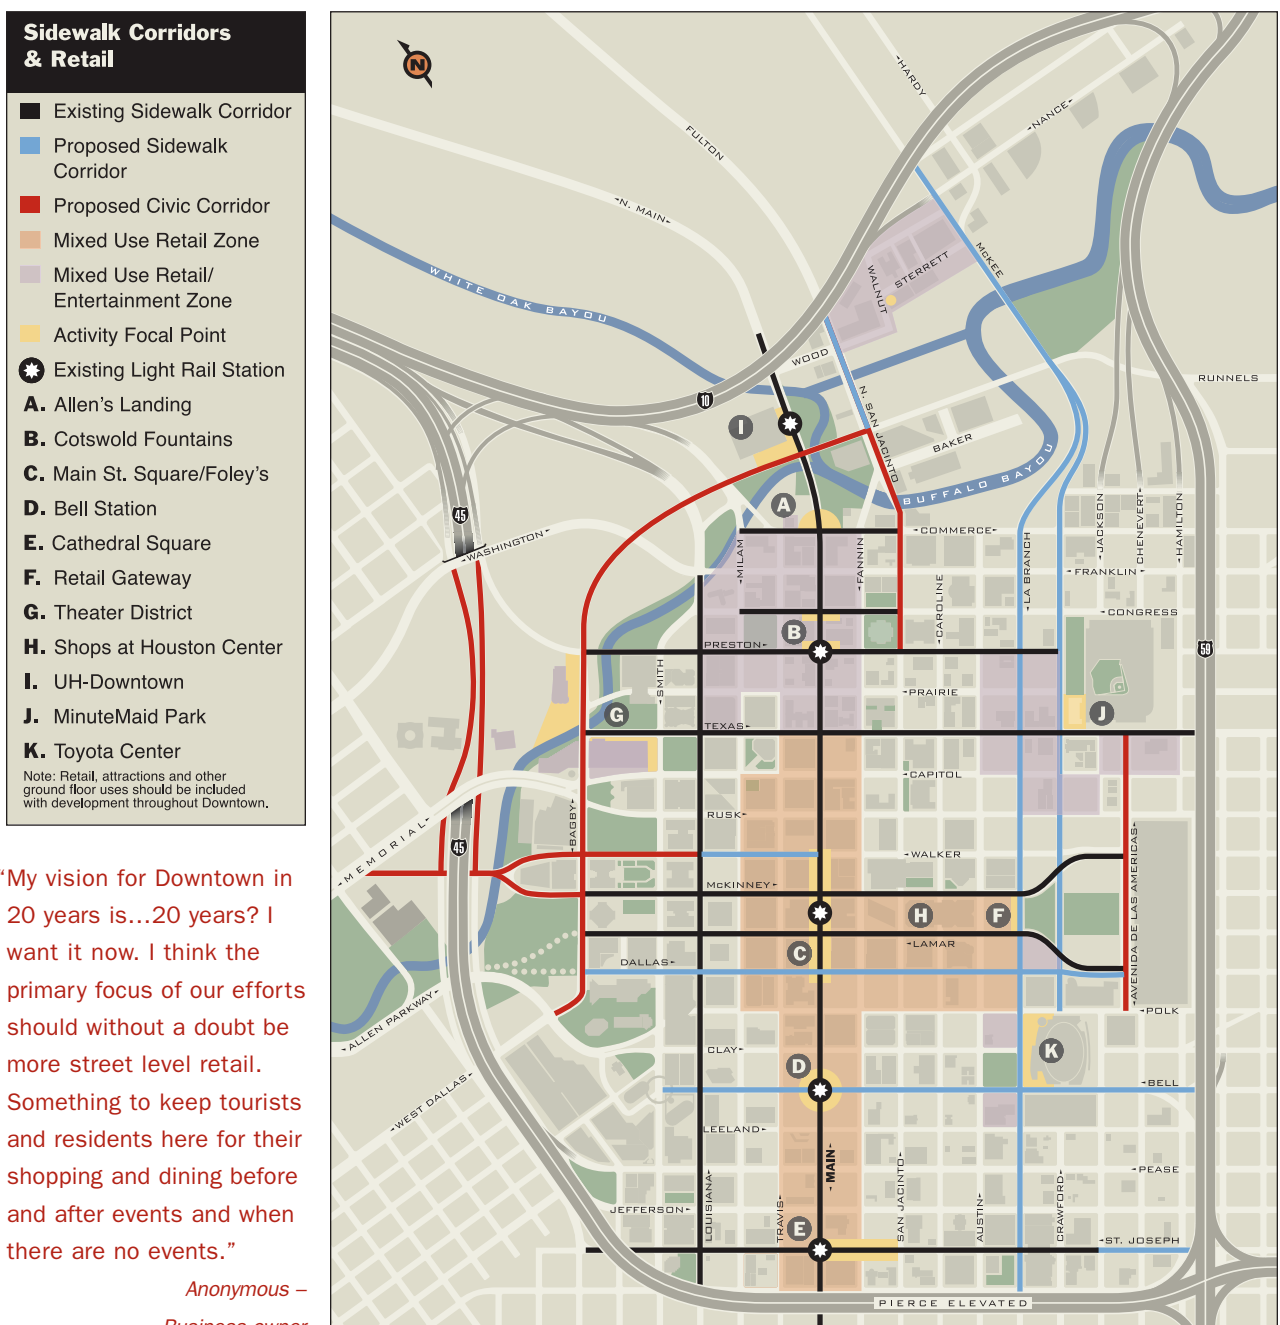 Sidewalk Corridors
& Retail
Existing Sidewalk Corridor
Proposed Sidewalk
Corridor
Proposed Civic Corridor
Mixed Use Retail Zone
Mixed Use Retail/
Entertainment Zone
Activity Focal Point
Existing Light Rail Station
A. Allen's Landing
B. Cotswold Fountains
C. Main St. Square/Foley's
D. Bell Station
E. Cathedral Square
F. Retail Gateway
G. Theater District
H. Shops at Houston Center
I. UH-Downtown
J. MinuteMaid Park
K. Toyota Center
Note: Retail, attractions and other
ground floor uses should be included
with development throughout Downtown.
“My vision for Downtown in
20 years is...20 years? I
want it now. I think the
primary focus of our efforts
should without a doubt be
more street level retail.
Something to keep tourists
and residents here for their
shopping and dining before
and after events and when
there are no events.”
Anonymous –
Business owner
N
HARDY
NANCE
FULTON
N. MAIN
McKEE
STERRETT
WALNUT
WHITE OAK BAYOU
WOOD
RUNNELS
10
N. SAN JACINTO
I
BAKER
BUFFALO BAYOU
A
45
WASHINGTON
COMMERCE
JACKSON
CHENEVERT
HAMILTON
MILAM
FANNIN
LA BRANCH
FRANKLIN
CAROLINE
CONGRESS
B
PRESTON
59
SMITH
PRAIRIE
G
J
TEXAS
CAPITOL
RUSK
BAGBY
MEMORIAL
45
WALKER
AVENIDA DE LAS AMERICAS
McKINNEY
H
F
LAMAR
C
DALLAS
ALLEN PARKWAY
POLK
CLAY
K
D
BELL
WEST DALLAS
LEELAND
MAIN
PEASE
LOUISIANA
TRAVIS
SAN JACINTO
AUSTIN
CRAWFORD
JEFFERSON
E
ST. JOSEPH
PIERCE ELEVATED